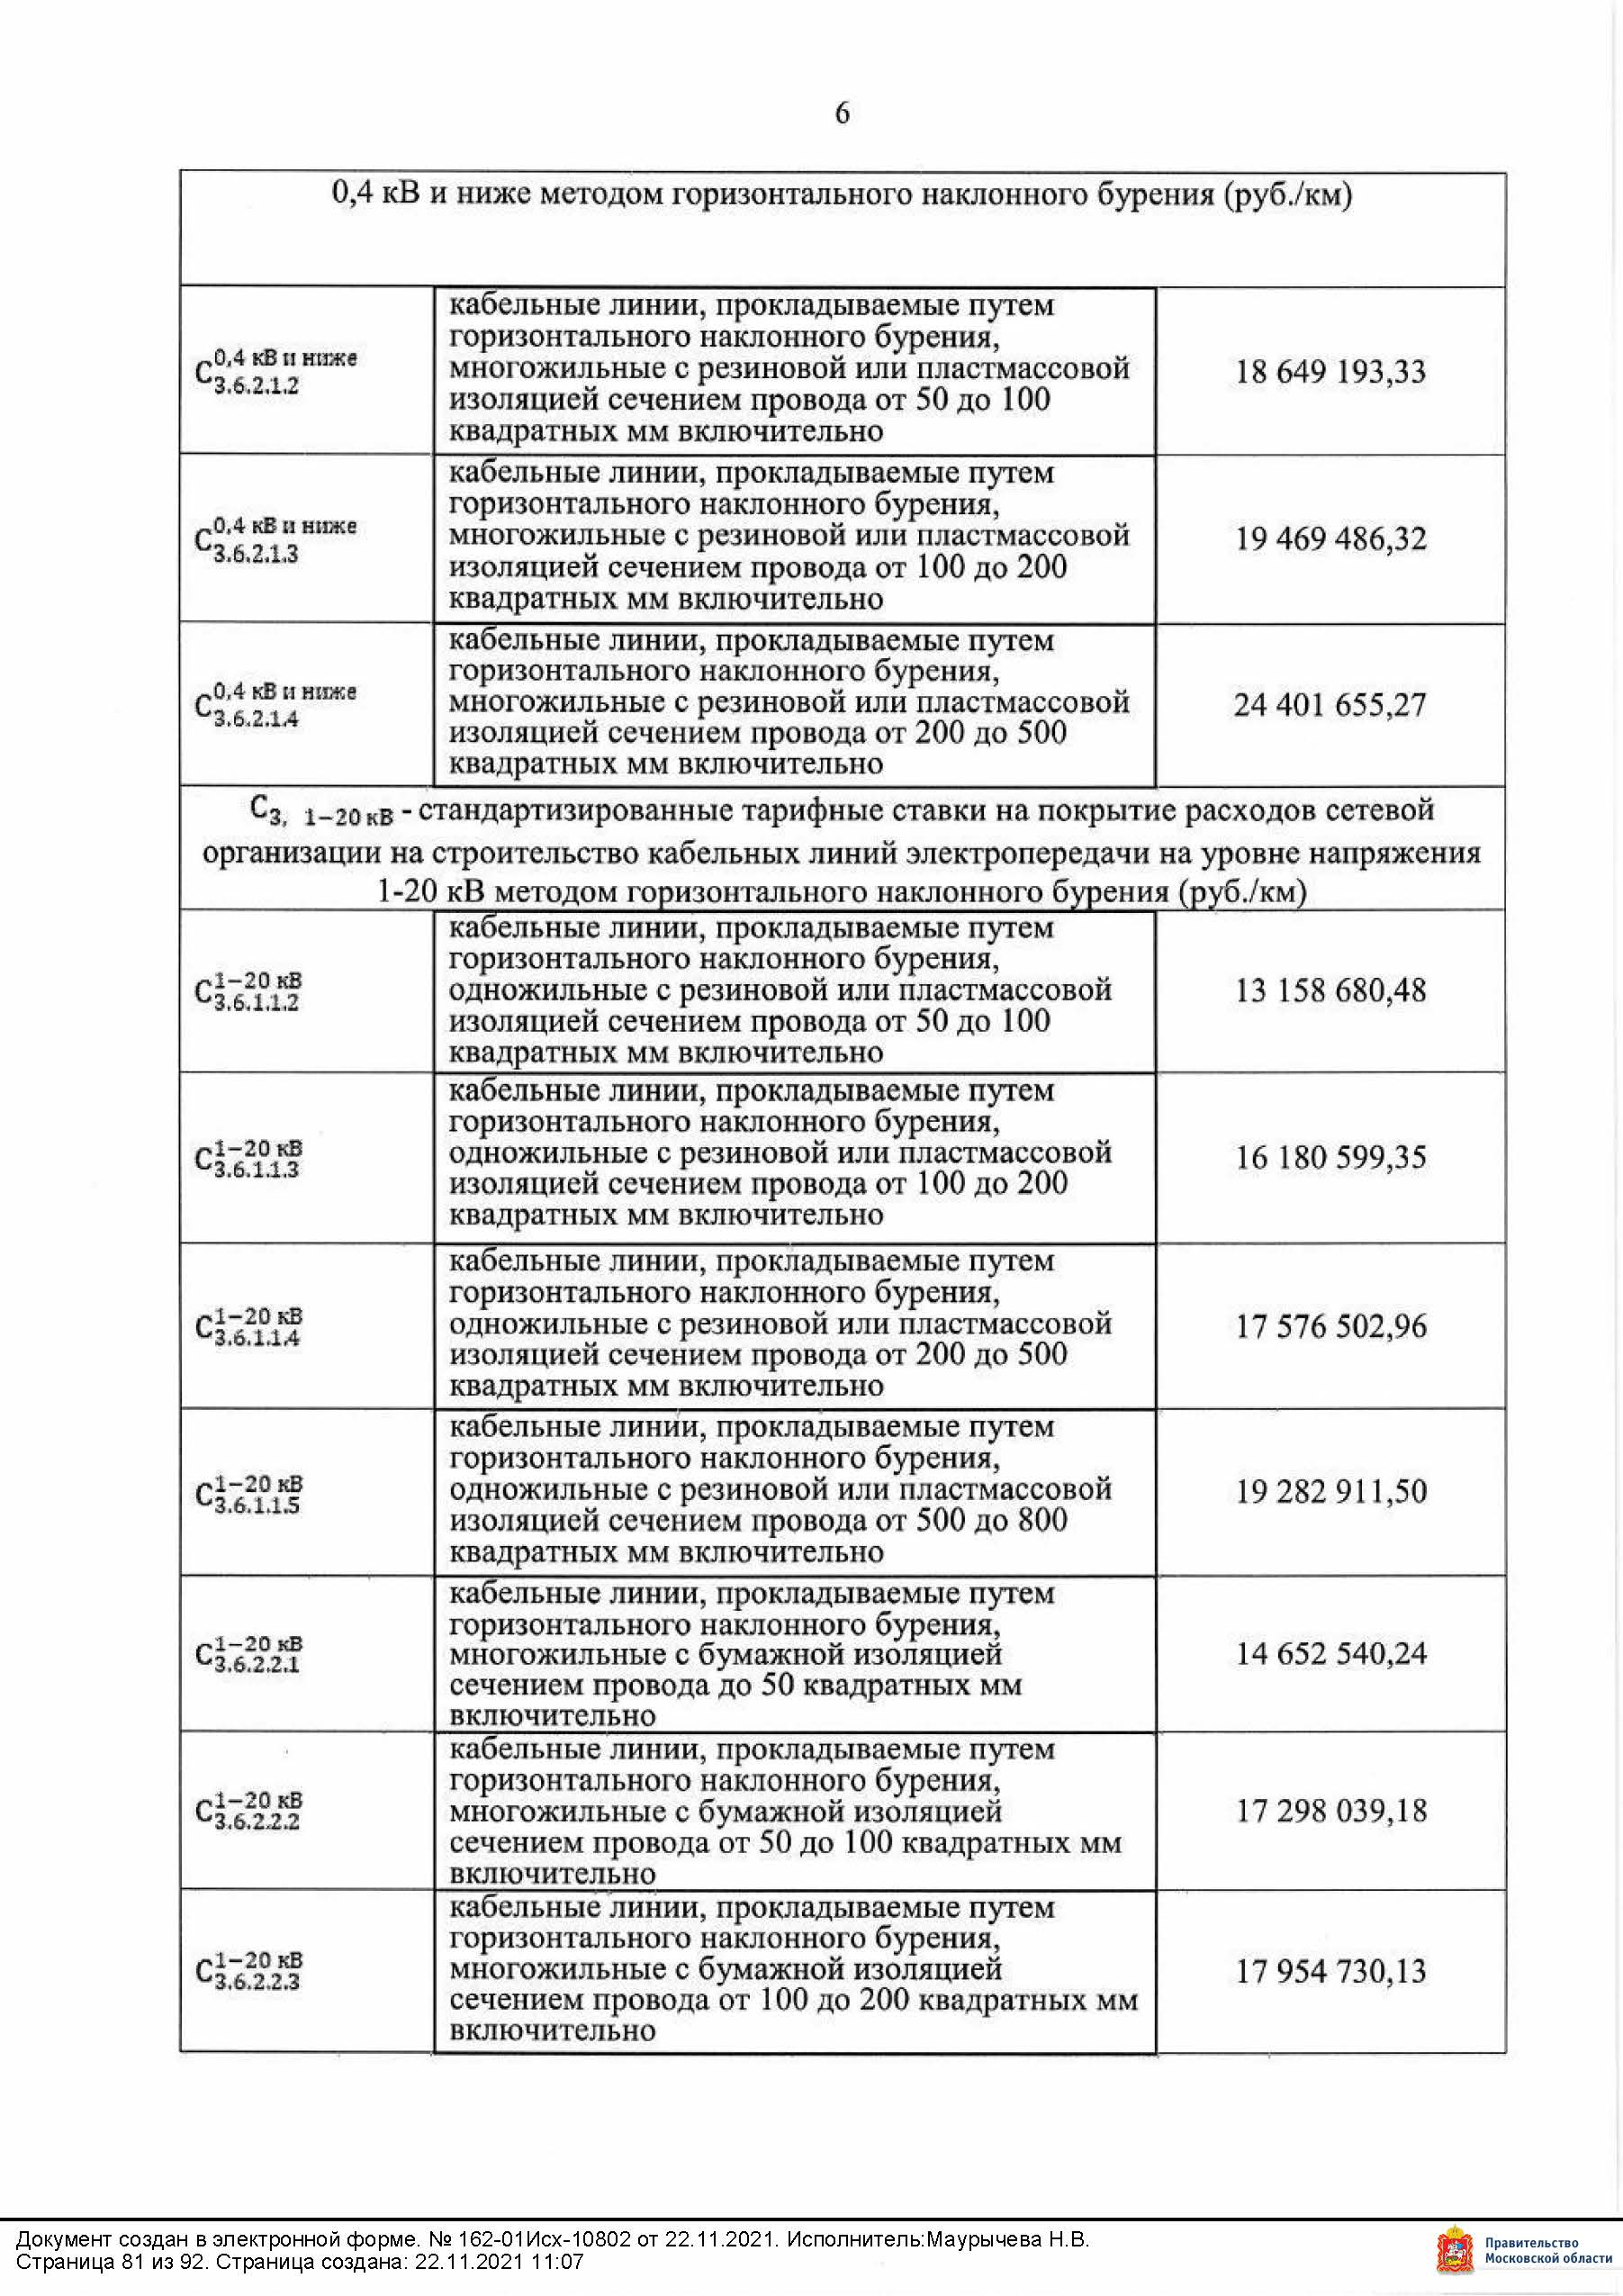 6
0,4 кВ и ниже методом горизонтального наклонного бурения (руб./км)
C 0,4 кВ и ниже 3.6.2.1.2
кабельные линии, прокладываемые путем
горизонтального наклонного бурения,
многожильные с резиновой или пластмассовой
изоляцией сечением провода от 50 до 100
квадратных мм включительно
18 649 193,33
C 0,4 кВ и ниже 3.6.2.1.3
кабельные линии, прокладываемые путем
горизонтального наклонного бурения,
многожильные с резиновой или пластмассовой
изоляцией сечением провода от 100 до 200
квадратных мм включительно
19 469 486,32
C 0,4 кВ и ниже 3.6.2.1.4
кабельные линии, прокладываемые путем
горизонтального наклонного бурения,
многожильные с резиновой или пластмассовой
изоляцией сечением провода от 200 до 500
квадратных мм включительно
24 401 655,27
C3, 1–20 кВ - стандартизированные тарифные ставки на покрытие расходов сетевой
организации на строительство кабельных линий электропередачи на уровне напряжения
1-20 кВ методом горизонтального наклонного бурения (руб./км)
C 1–20 кВ 3.6.1.1.2
кабельные линии, прокладываемые путем
горизонтального наклонного бурения,
одножильные с резиновой или пластмассовой
изоляцией сечением провода от 50 до 100
квадратных мм включительно
13 158 680,48
C 1–20 кВ 3.6.1.1.3
кабельные линии, прокладываемые путем
горизонтального наклонного бурения,
одножильные с резиновой или пластмассовой
изоляцией сечением провода от 100 до 200
квадратных мм включительно
16 180 599,35
C 1–20 кВ 3.6.1.1.4
кабельные линии, прокладываемые путем
горизонтального наклонного бурения,
одножильные с резиновой или пластмассовой
изоляцией сечением провода от 200 до 500
квадратных мм включительно
17 576 502,96
C 1–20 кВ 3.6.1.1.5
кабельные линии, прокладываемые путем
горизонтального наклонного бурения,
одножильные с резиновой или пластмассовой
изоляцией сечением провода от 500 до 800
квадратных мм включительно
19 282 911,50
C 1–20 кВ 3.6.2.2.1
кабельные линии, прокладываемые путем
горизонтального наклонного бурения,
многожильные с бумажной изоляцией
сечением провода до 50 квадратных мм
включительно
14 652 540,24
C 1–20 кВ 3.6.2.2.2
кабельные линии, прокладываемые путем
горизонтального наклонного бурения,
многожильные с бумажной изоляцией
сечением провода от 50 до 100 квадратных мм
включительно
17 298 039,18
C 1–20 кВ 3.6.2.2.3
кабельные линии, прокладываемые путем
горизонтального наклонного бурения,
многожильные с бумажной изоляцией
сечением провода от 100 до 200 квадратных мм
включительно
17 954 730,13
Документ создан в электронной форме. № 162-01Исх-10802 от 22.11.2021. Исполнитель:Маурычева Н.В.
Страница 81 из 92. Страница создана: 22.11.2021 11:07
Правительство
Московской области